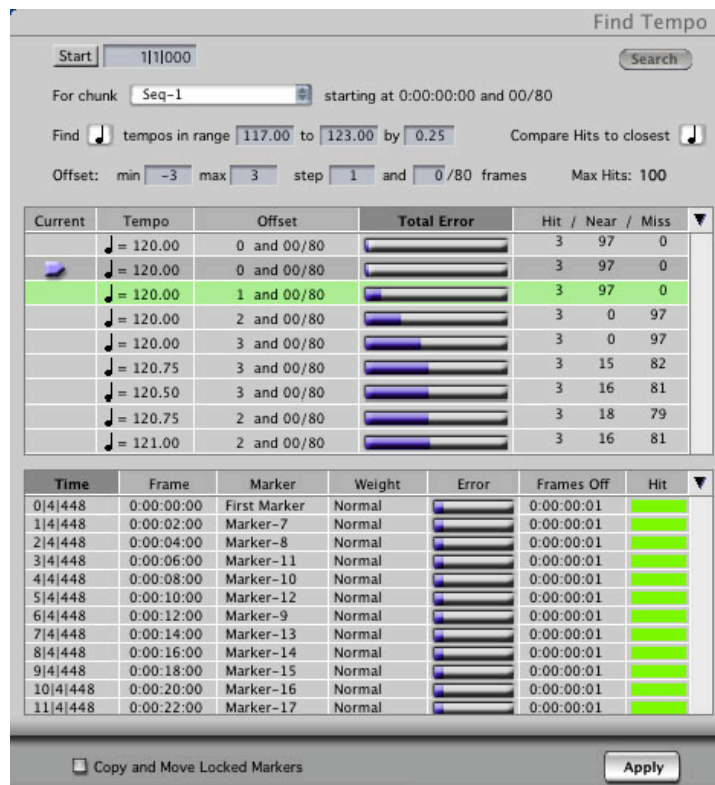 Find Tempo
Start 1|1|000 Search
For chunk Seq-1 starting at 0:00:00:00 and 00/80
Find tempos in range 117.00 to 123.00 by 0.25 Compare Hits to closest
Offset: min -3 max 3 step 1 and 0 /80 frames Max Hits: 100
Current Tempo Offset Total Error Hit / Near / Miss
= 120.00 0 and 00/80 3 97 0
= 120.00 0 and 00/80 3 97 0
= 120.00 1 and 00/80 3 97 0
= 120.00 2 and 00/80 3 0 97
= 120.00 3 and 00/80 3 0 97
= 120.75 3 and 00/80 3 15 82
= 120.50 3 and 00/80 3 16 81
= 120.75 2 and 00/80 3 18 79
= 121.00 2 and 00/80 3 16 81
Time Frame Marker Weight Error Frames Off Hit
0|4|448 0:00:00:00 First Marker Normal 0:00:00:01
1|4|448 0:00:02:00 Marker-7 Normal 0:00:00:01
2|4|448 0:00:04:00 Marker-8 Normal 0:00:00:01
3|4|448 0:00:06:00 Marker-11 Normal 0:00:00:01
4|4|448 0:00:08:00 Marker-10 Normal 0:00:00:01
5|4|448 0:00:10:00 Marker-12 Normal 0:00:00:01
6|4|448 0:00:12:00 Marker-9 Normal 0:00:00:01
7|4|448 0:00:14:00 Marker-13 Normal 0:00:00:01
8|4|448 0:00:16:00 Marker-14 Normal 0:00:00:01
9|4|448 0:00:18:00 Marker-15 Normal 0:00:00:01
10|4|448 0:00:20:00 Marker-16 Normal 0:00:00:01
11|4|448 0:00:22:00 Marker-17 Normal 0:00:00:01
Copy and Move Locked Markers Apply